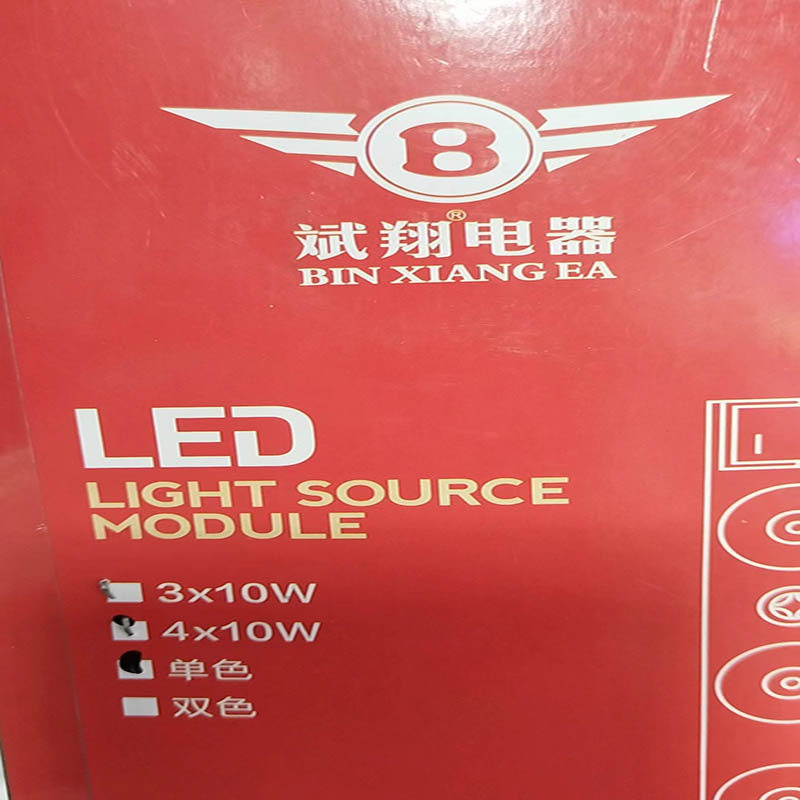 B
斌翔®电器
BIN XIANG EA
LED
LIGHT SOURCE
MODULE
3x10W
4x10W
单色
双色